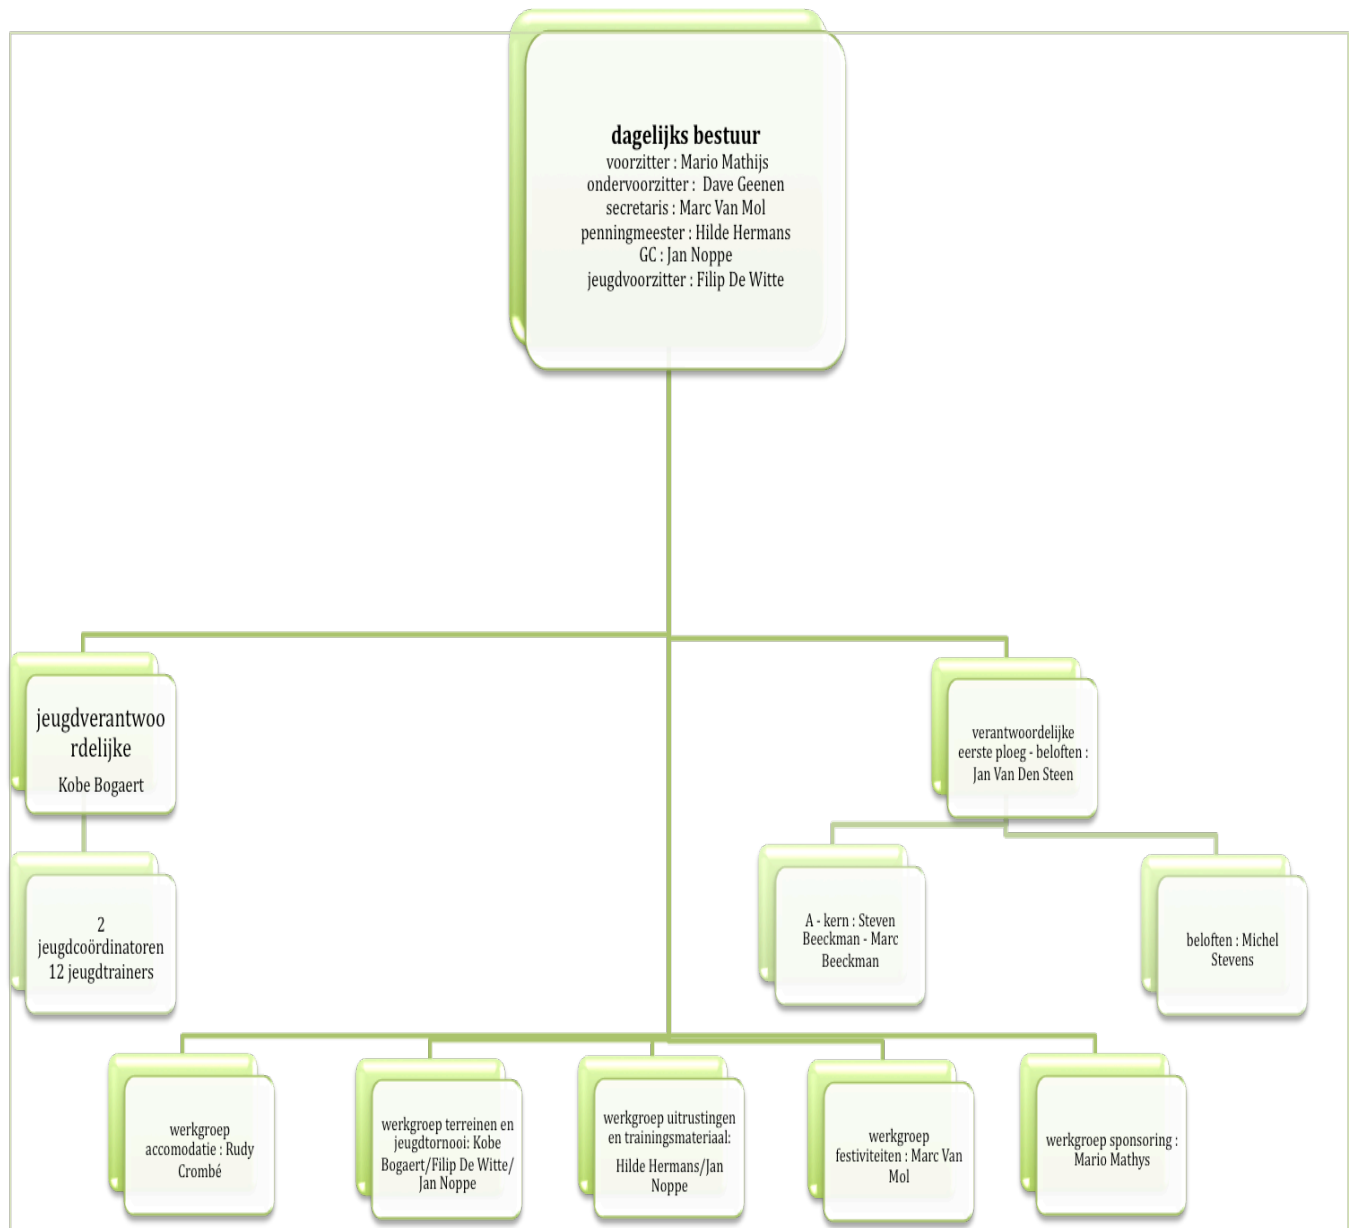 dagelijks bestuur
voorzitter : Mario Mathijs
ondervoorzitter :  Dave Geenen
secretaris : Marc Van Mol
penningmeester : Hilde Hermans
GC : Jan Noppe
jeugdvoorzitter : Filip De Witte
jeugdverantwoo
rdelijke
Kobe Bogaert
verantwoordelijke
eerste ploeg - beloften :
Jan Van Den Steen
2
jeugdcoördinatoren
12 jeugdtrainers
A - kern : Steven
Beeckman - Marc
Beeckman
beloften : Michel
Stevens
werkgroep
accomodatie : Rudy
Crombé
werkgroep terreinen en
jeugdtornooi: Kobe
Bogaert/Filip De Witte/
Jan Noppe
werkgroep uitrustingen
en trainingsmateriaal:
Hilde Hermans/Jan
Noppe
werkgroep
festiviteiten : Marc Van
Mol
werkgroep sponsoring :
Mario Mathys